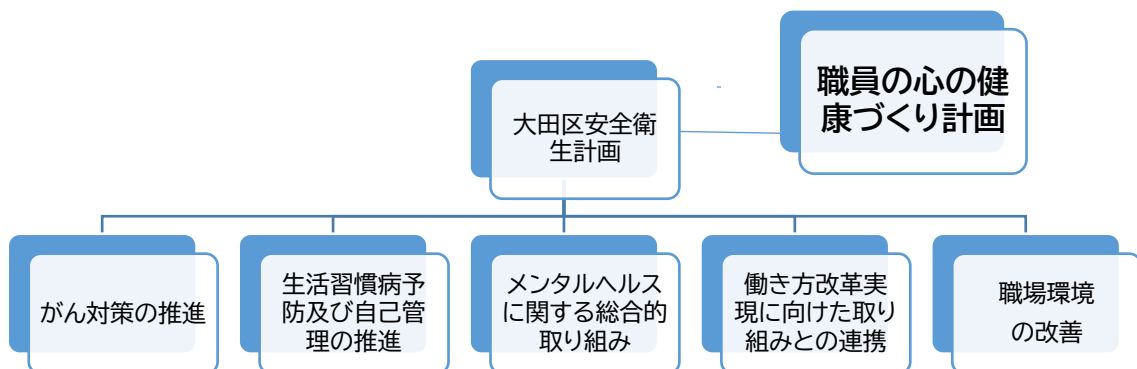 職員の心の健
康づくり計画
大田区安全衛
生計画
がん対策の推進
生活習慣病予
防及び自己管
理の推進
メンタルヘルス
に関する総合的
取り組み
働き方改革実
現に向けた取り
組みとの連携
職場環境
の改善